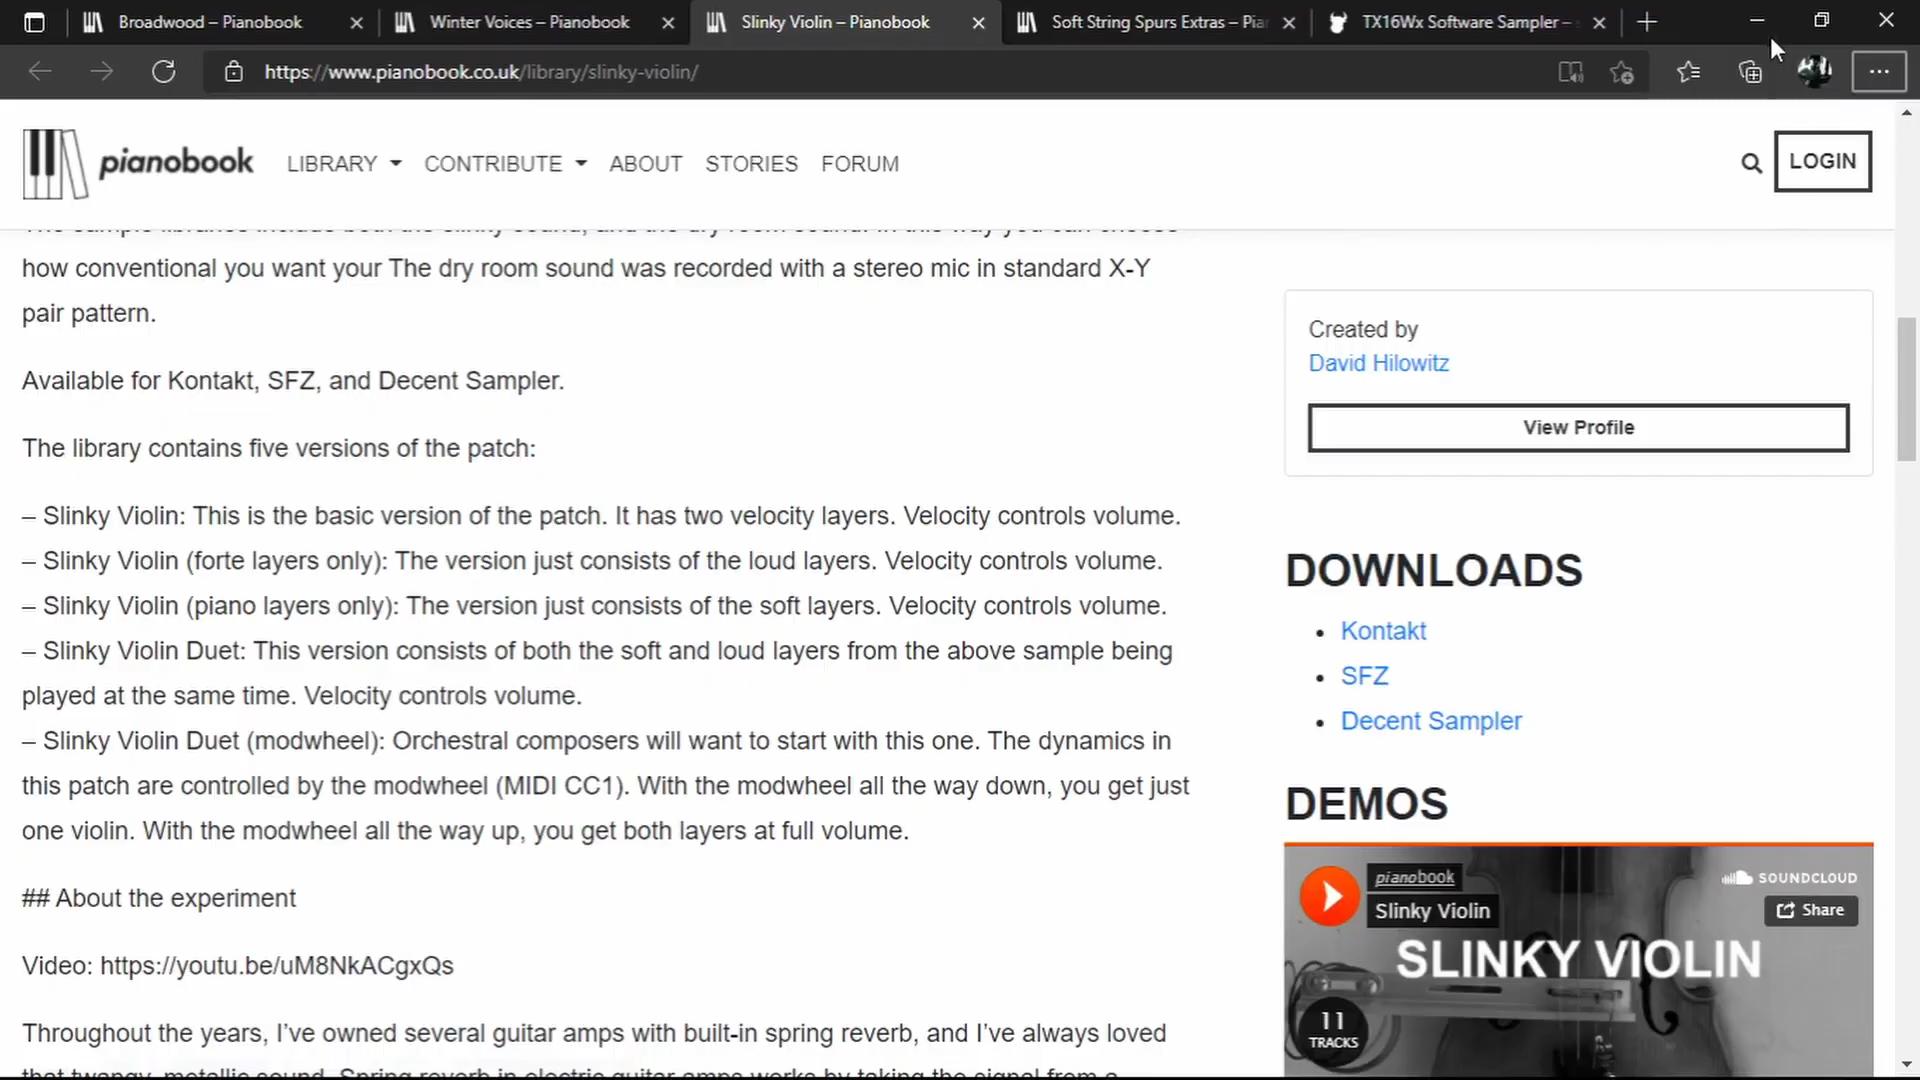 Broadwood – Pianobook
Winter Voices – Pianobook
Slinky Violin – Pianobook
Soft String Spurs Extras – Pia
TX16Wx Software Sampler –
https://www.pianobook.co.uk/library/slinky-violin/
pianobook
LIBRARY
CONTRIBUTE
ABOUT
STORIES
FORUM
LOGIN
how conventional you want your The dry room sound was recorded with a stereo mic in standard X-Y
pair pattern.
Available for Kontakt, SFZ, and Decent Sampler.
The library contains five versions of the patch:
– Slinky Violin: This is the basic version of the patch. It has two velocity layers. Velocity controls volume.
– Slinky Violin (forte layers only): The version just consists of the loud layers. Velocity controls volume.
– Slinky Violin (piano layers only): The version just consists of the soft layers. Velocity controls volume.
– Slinky Violin Duet: This version consists of both the soft and loud layers from the above sample being
played at the same time. Velocity controls volume.
– Slinky Violin Duet (modwheel): Orchestral composers will want to start with this one. The dynamics in
this patch are controlled by the modwheel (MIDI CC1). With the modwheel all the way down, you get just
one violin. With the modwheel all the way up, you get both layers at full volume.
## About the experiment
Video: https://youtu.be/uM8NkACgxQs
Throughout the years, I've owned several guitar amps with built-in spring reverb, and I've always loved
Created by
David Hilowitz
View Profile
DOWNLOADS
• Kontakt
• SFZ
• Decent Sampler
DEMOS
pianobook
Slinky Violin
SOUNDCLOUD
Share
SLINKY VIOLIN
11
TRACKS